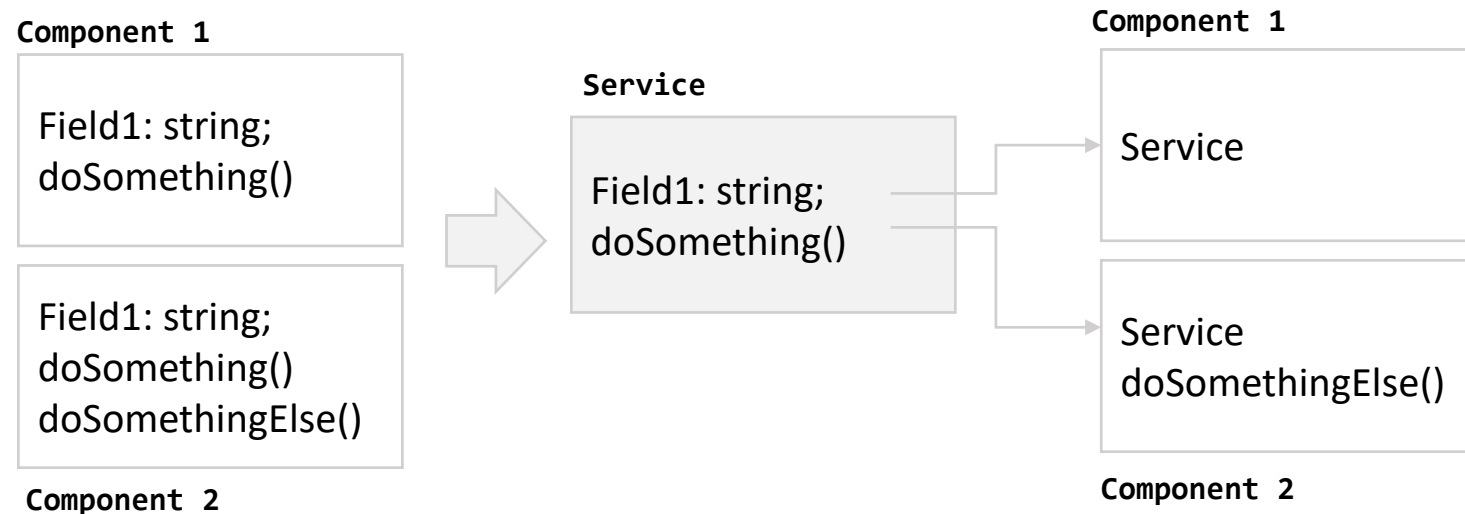 Component 1
Field1: string;
doSomething()
Field1: string;
doSomething()
doSomethingElse()
Component 2
Service
Field1: string;
doSomething()
Component 1
Service
Service
doSomethingElse()
Component 2